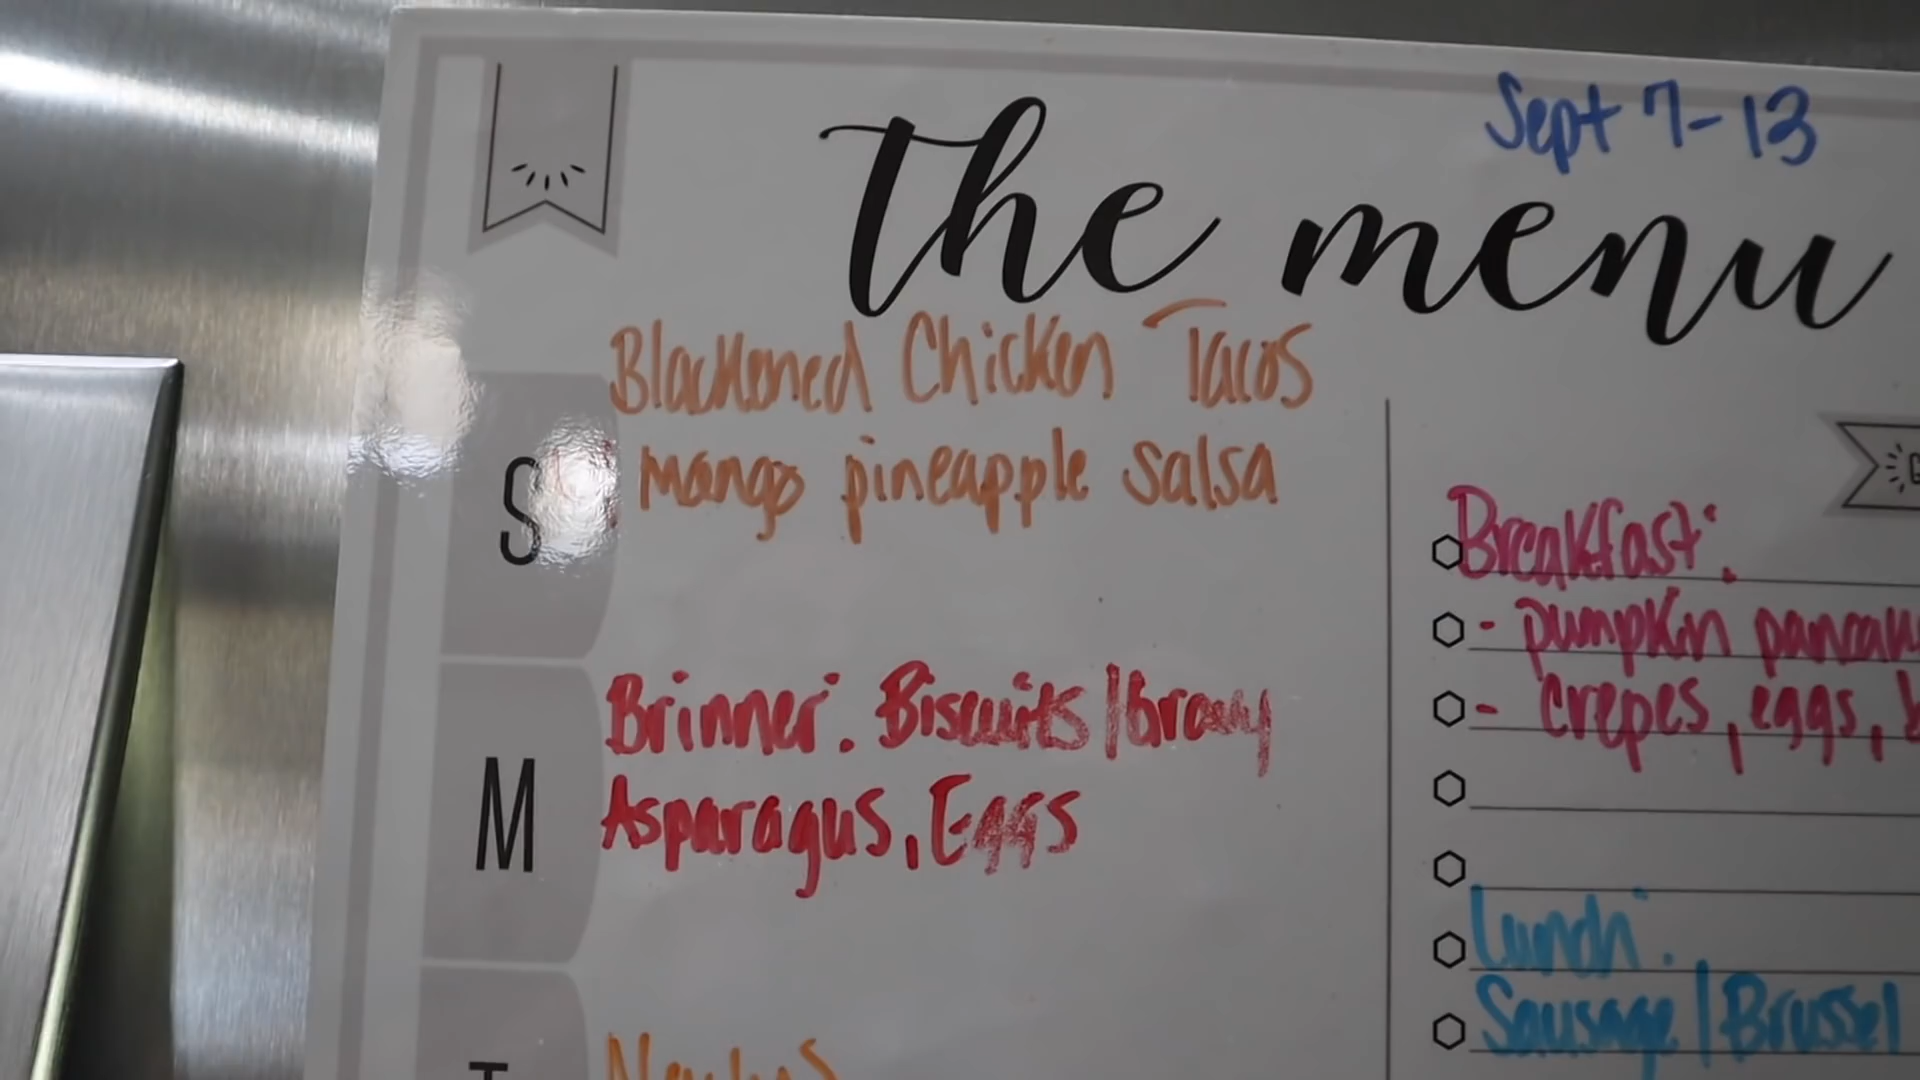 Sept 7-13
the menu
Blackened Chicken Tacos
S mango pineapple salsa
M Brinner: Biscuits/Gravy
Asparagus, Eggs
T
Breakfast:
- pumpkin
- crepes, eggs,
Lunch:
Sausage/Brussel